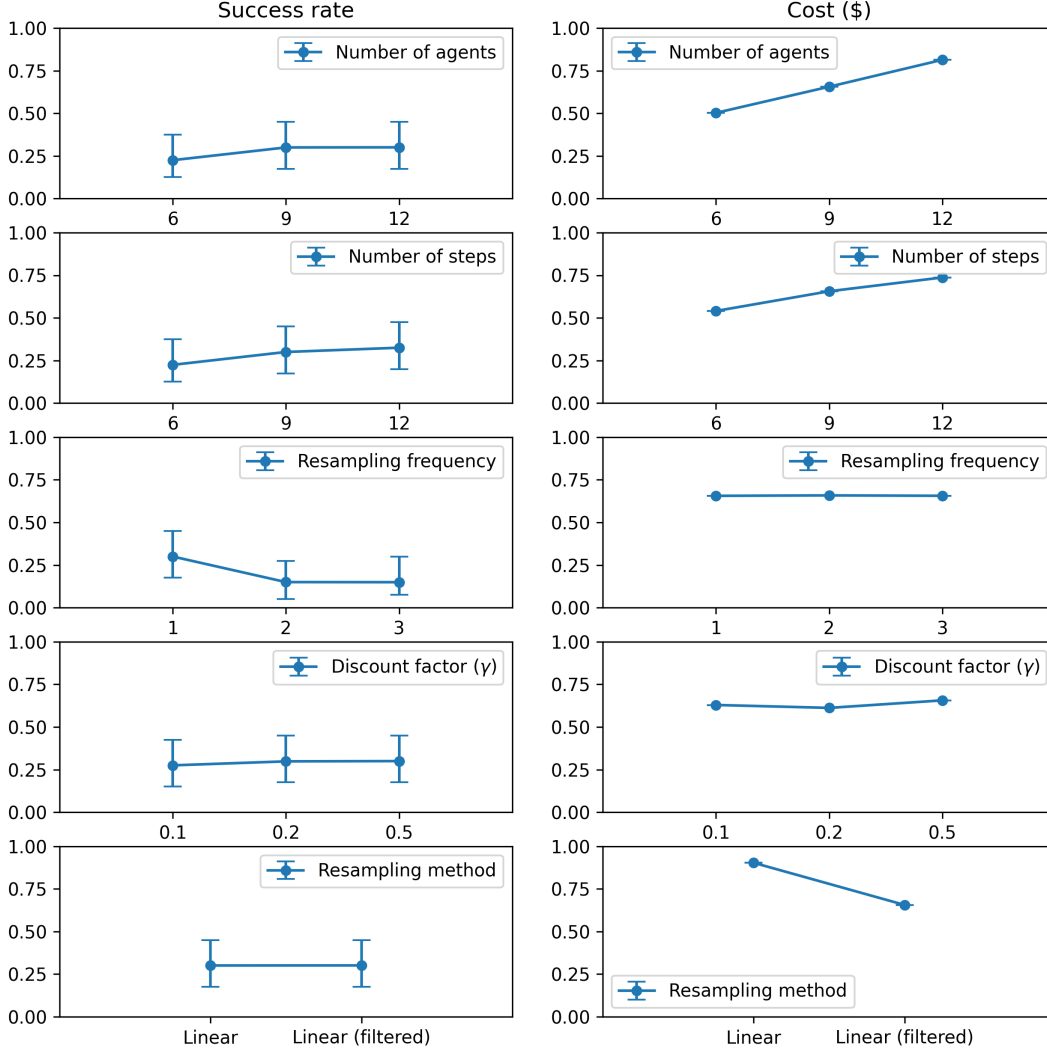 Success rate
Cost ($)
1.00
0.75
0.50
0.25
0.00
Number of agents
6 9 12
1.00
0.75
0.50
0.25
0.00
Number of agents
6 9 12
1.00
0.75
0.50
0.25
0.00
Number of steps
6 9 12
1.00
0.75
0.50
0.25
0.00
Number of steps
6 9 12
1.00
0.75
0.50
0.25
0.00
Resampling frequency
1 2 3
1.00
0.75
0.50
0.25
0.00
Resampling frequency
1 2 3
1.00
0.75
0.50
0.25
0.00
Discount factor (γ)
0.1 0.2 0.5
1.00
0.75
0.50
0.25
0.00
Discount factor (γ)
0.1 0.2 0.5
1.00
0.75
0.50
0.25
0.00
Resampling method
Linear Linear (filtered)
1.00
0.75
0.50
0.25
0.00
Resampling method
Linear Linear (filtered)